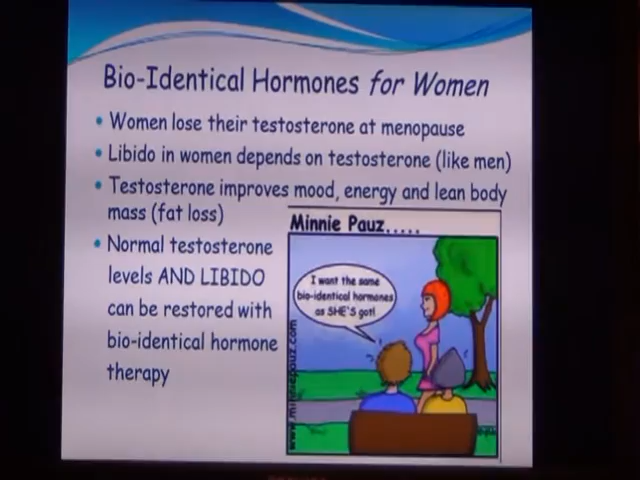 Bio-Identical Hormones for Women
• Women lose their testosterone at menopause
• Libido in women depends on testosterone (like men)
• Testosterone improves mood, energy and lean body
mass (fat loss)
• Normal testosterone
levels AND LIBIDO
can be restored with
bio-identical hormone
therapy
Minnie Pauz.....
I want the same
bio-identical hormones
as SHE'S got!
www.minniepauz.com